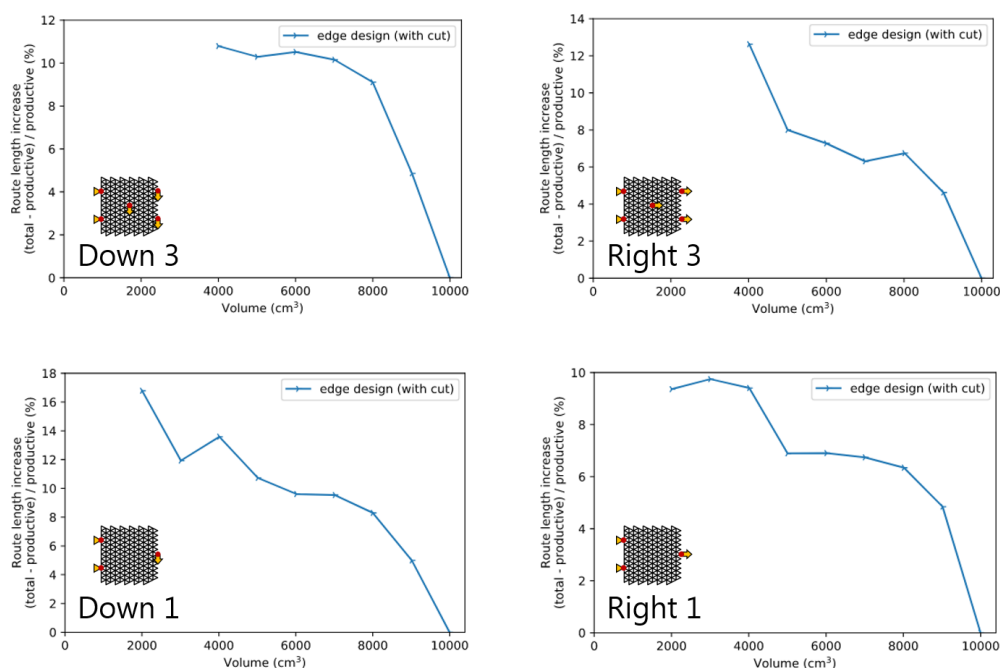 12
10
8
6
4
2
0
Route length increase
(total - productive) / productive (%)
edge design (with cut)
Down 3
0
2000
4000
6000
8000
10000
Volume (cm³)
14
12
10
8
6
4
2
0
Route length increase
(total - productive) / productive (%)
edge design (with cut)
Right 3
0
2000
4000
6000
8000
10000
Volume (cm³)
18
16
14
12
10
8
6
4
2
0
Route length increase
(total - productive) / productive (%)
edge design (with cut)
Down 1
0
2000
4000
6000
8000
10000
Volume (cm³)
10
8
6
4
2
0
Route length increase
(total - productive) / productive (%)
edge design (with cut)
Right 1
0
2000
4000
6000
8000
10000
Volume (cm³)